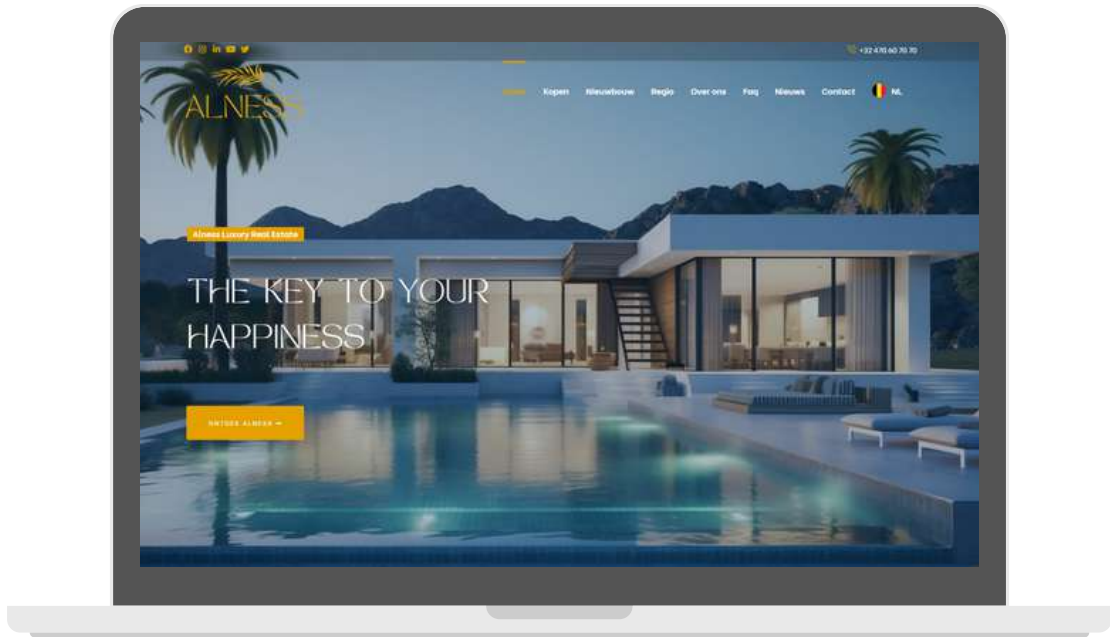 +32 470 60 70 70
ALNESS
Home Kopen Nieuwbouw Regio Over ons Faq Nieuws Contact NL
Alness Luxury Real Estate
THE KEY TO YOUR
HAPPINESS
ONTDEK ALNESS